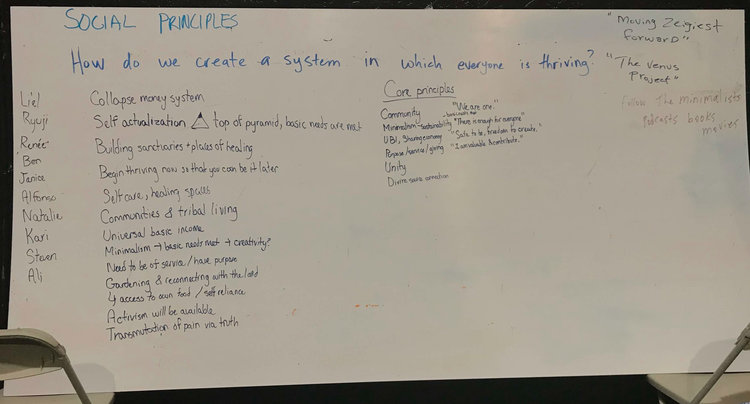 SOCIAL PRINCIPLES
How do we create a system in which everyone is thriving?
"Moving Zeigiest
forward"
"The Venus
Project"
follow The minimalists
podcasts books
movies
Liel
Ryuji
Renée
Ben
Janice
Alfonso
Natalie
Kari
Steven
Ali
Collapse money system
Self actualization △ top of pyramid, basic needs are met
Building sanctuaries + places of healing
Begin thriving now so that you can be it later
Self care, healing spaces
Communities & tribal living
Universal basic income
Minimalism → basic needs met → creativity?
Need to be of service / have purpose
Gardening & reconnecting with the land
↳ access to own food / self reliance
Activism will be available
Transmutation of pain via truth
Core principles
Community "We are one."
Minimalism - sustainability "There is enough for everyone"
UBI, Sharing economy "Safe to be, freedom to create."
Purpose/service/giving "I am valuable & contribute."
Unity
Divine source connection